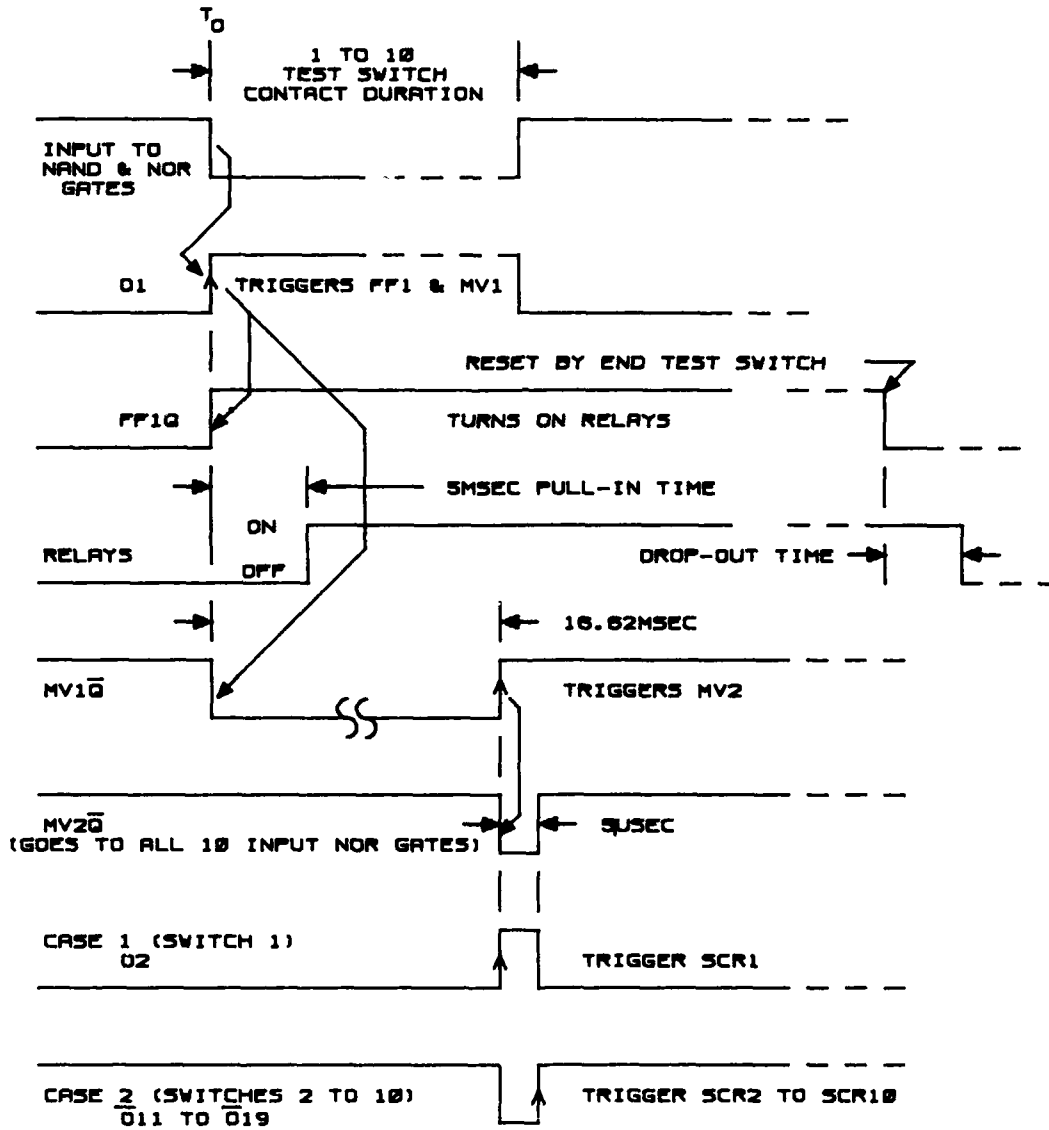 T0
1 TO 10
TEST SWITCH
CONTACT DURATION
INPUT TO
NAND & NOR
GATES
O1
TRIGGERS FF1 & MV1
RESET BY END TEST SWITCH
FF1Q
TURNS ON RELAYS
5MSEC PULL-IN TIME
ON
RELAYS
OFF
DROP-OUT TIME
16.62MSEC
MV1Q̅
TRIGGERS MV2
MV2Q̅
5USEC
(GOES TO ALL 10 INPUT NOR GATES)
CASE 1 (SWITCH 1)
O2
TRIGGER SCR1
CASE 2 (SWITCHES 2 TO 10)
O̅11 TO O̅19
TRIGGER SCR2 TO SCR10